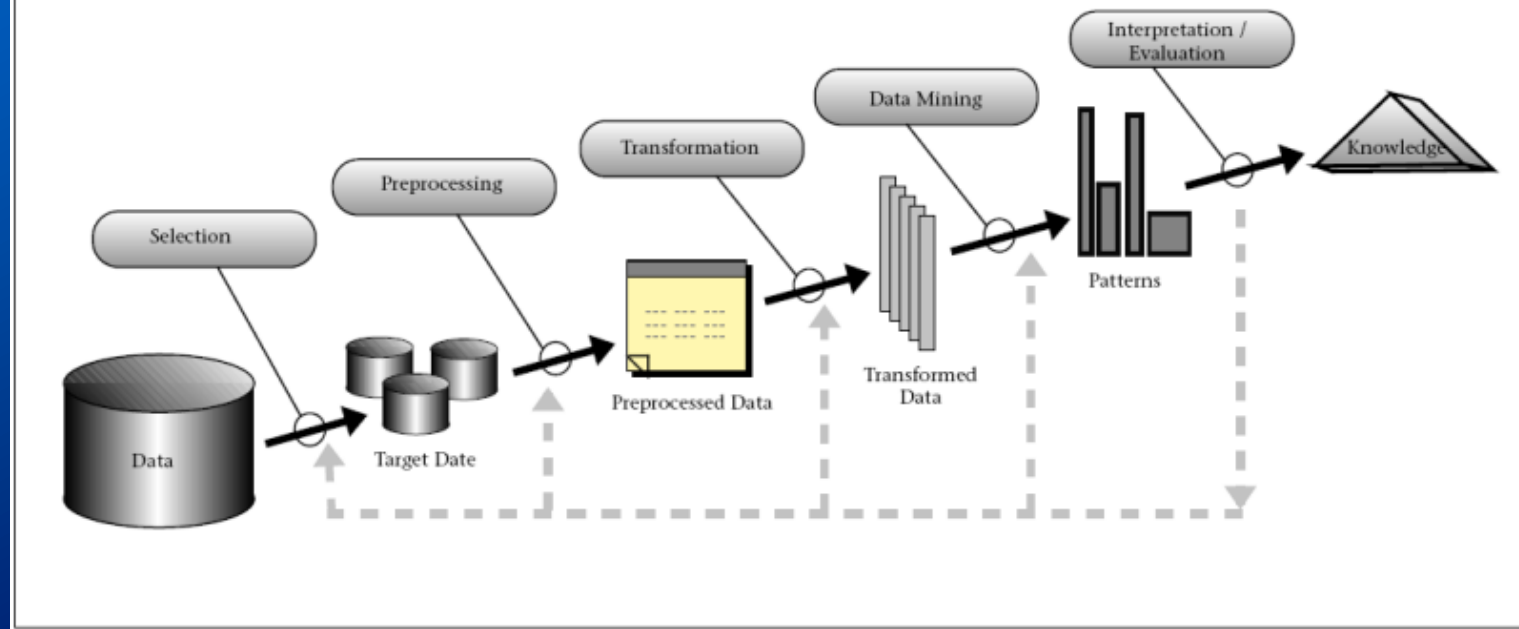 Interpretation /
Evaluation
Data Mining
Knowledge
Transformation
Preprocessing
Patterns
Selection
Transformed
Data
Preprocessed Data
Target Date
Data
--- --- ---
--- --- ---
--- --- ---